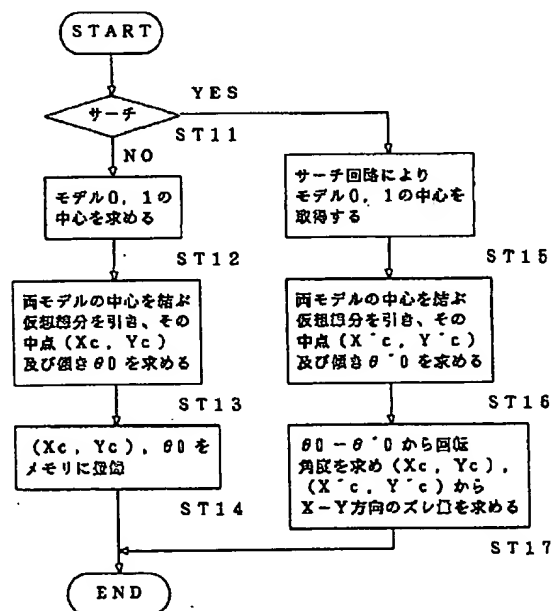 START
サーチ
YES
ST11
NO
モデル0, 1の
中心を求める
ST12
両モデルの中心を結ぶ
仮想線分を引き、その
中点 (Xc, Yc)
及び傾き θ0 を求める
ST13
(Xc, Yc), θ0 を
メモリに登録
ST14
サーチ回路により
モデル0, 1の中心を
取得する
ST15
両モデルの中心を結ぶ
仮想線分を引き、その
中点 (X´c, Y´c)
及び傾き θ´0 を求める
ST16
θ0-θ´0 から回転
角度を求め (Xc, Yc),
(X´c, Y´c) から
X-Y方向のズレ量を求める
ST17
END